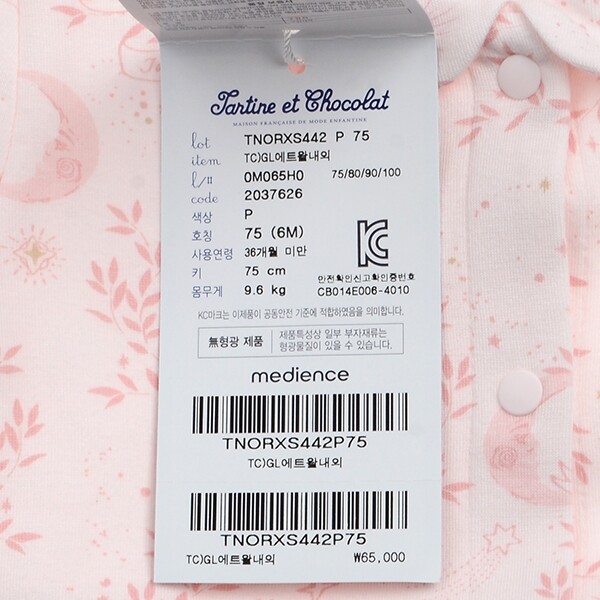 Tartine et Chocolat
MAISON FRANÇAISE DE MODE ENFANTINE
lot TNORXS442 P 75
item TC)GL에트왈내의
l/# 0M065H0 75/80/90/100
code 2037626
색상 P
호칭 75 (6M)
사용연령 36개월 미만
키 75 cm
몸무게 9.6 kg
안전확인신고확인증번호
CB014E006-4010
KC마크는 이제품이 공동안전 기준에 적합하였음을 의미합니다.
無형광 제품
제품특성상 일부 부자재류는
형광물질이 있을 수 있습니다.
medience
TNORXS442P75
TC)GL에트왈내의
TNORXS442P75
TC)GL에트왈내의 ₩65,000